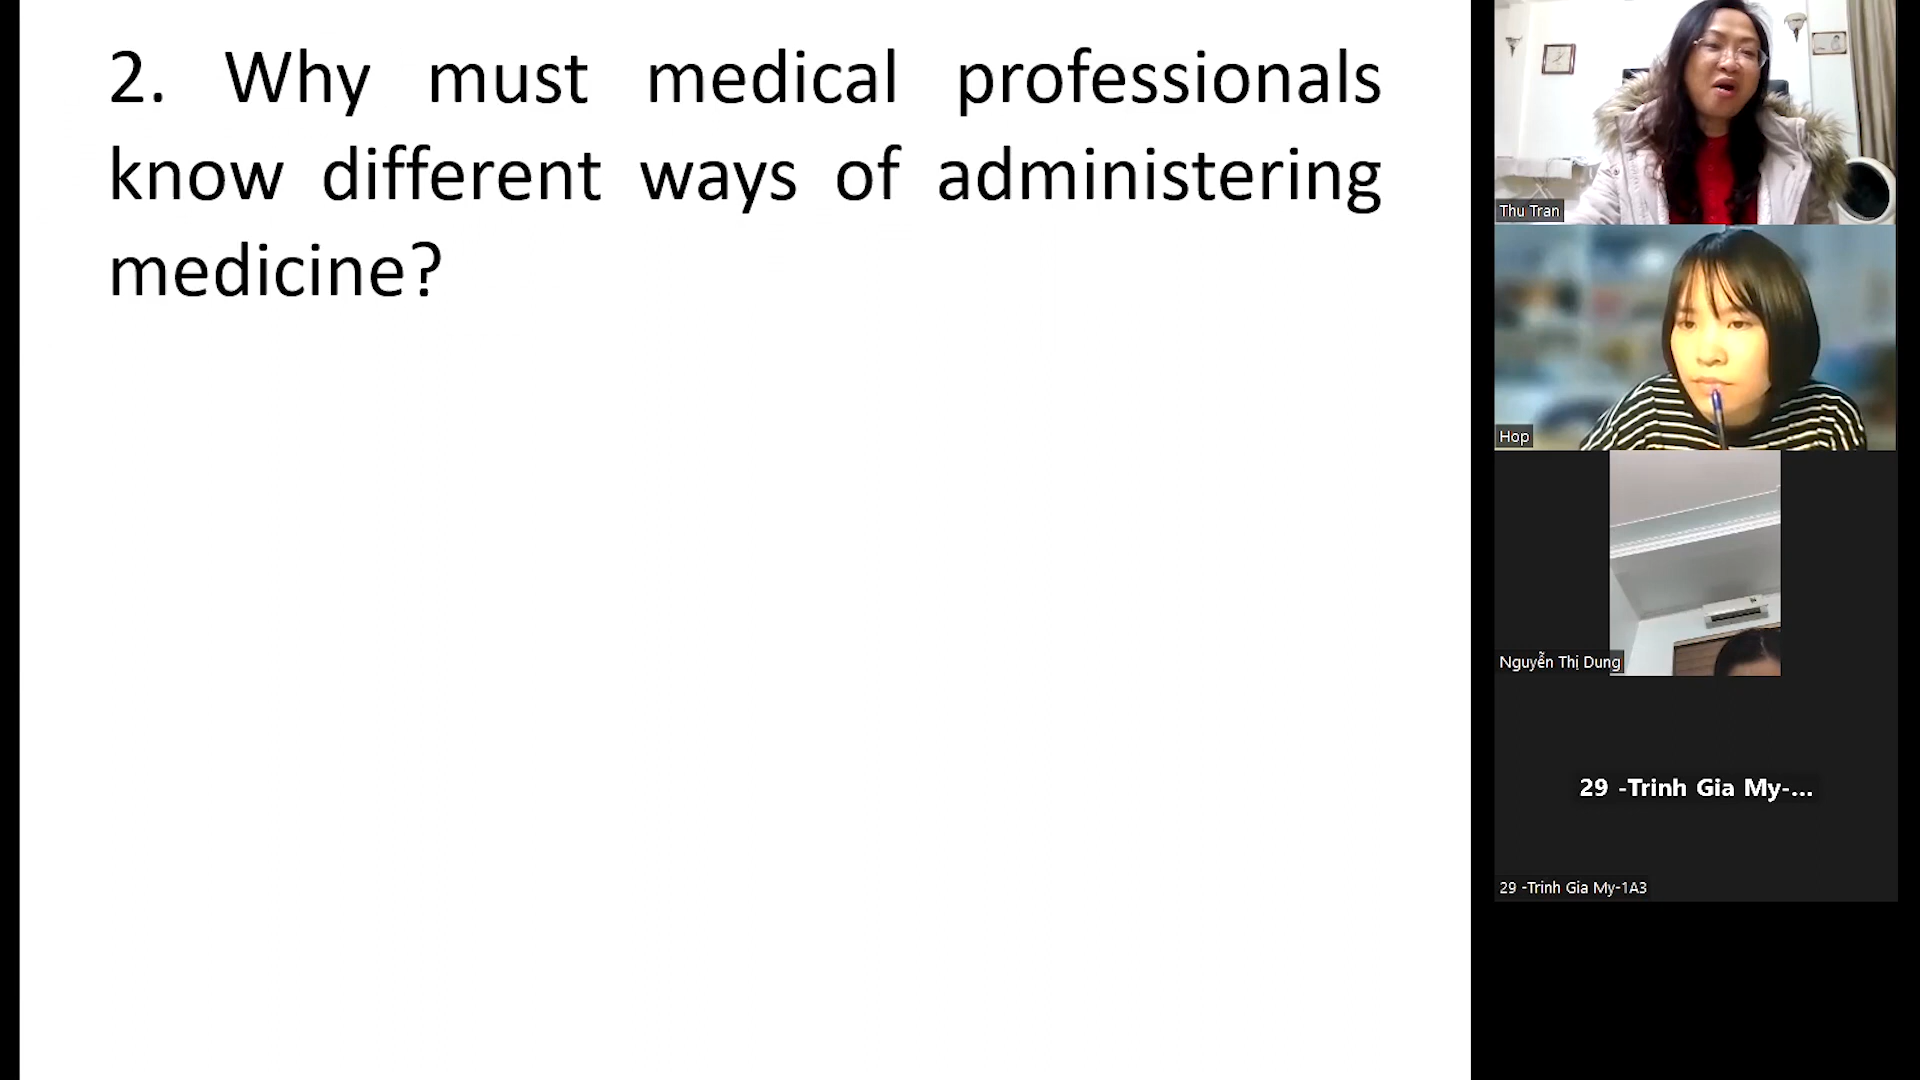 2. Why must medical professionals
know different ways of administering
medicine?
Thu Tran
Hop
Nguyễn Thị Dung
29 -Trinh Gia My-...
29 -Trinh Gia My-1A3